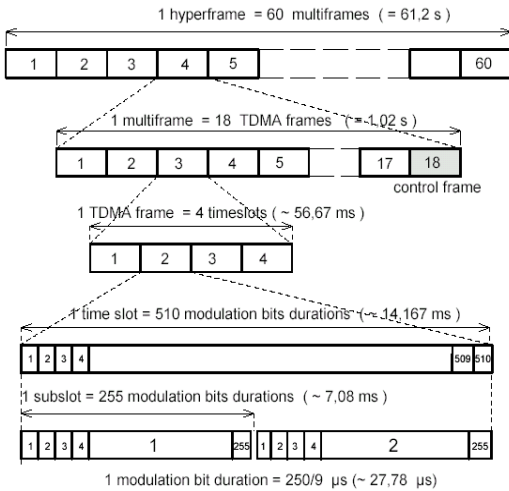 1 hyperframe = 60 multiframes ( = 61,2 s )
1 2 3 4 5 60
1 multiframe = 18 TDMA frames ( = 1,02 s )
1 2 3 4 5 17 18
control frame
1 TDMA frame = 4 timeslots ( ~ 56,67 ms )
1 2 3 4
1 time slot = 510 modulation bits durations ( ~ 14,167 ms )
1 2 3 4 509 510
1 subslot = 255 modulation bits durations ( ~ 7,08 ms )
1 2 3 4 1 255 1 2 3 4 2 255
1 modulation bit duration = 250/9 µs (~ 27,78 µs)